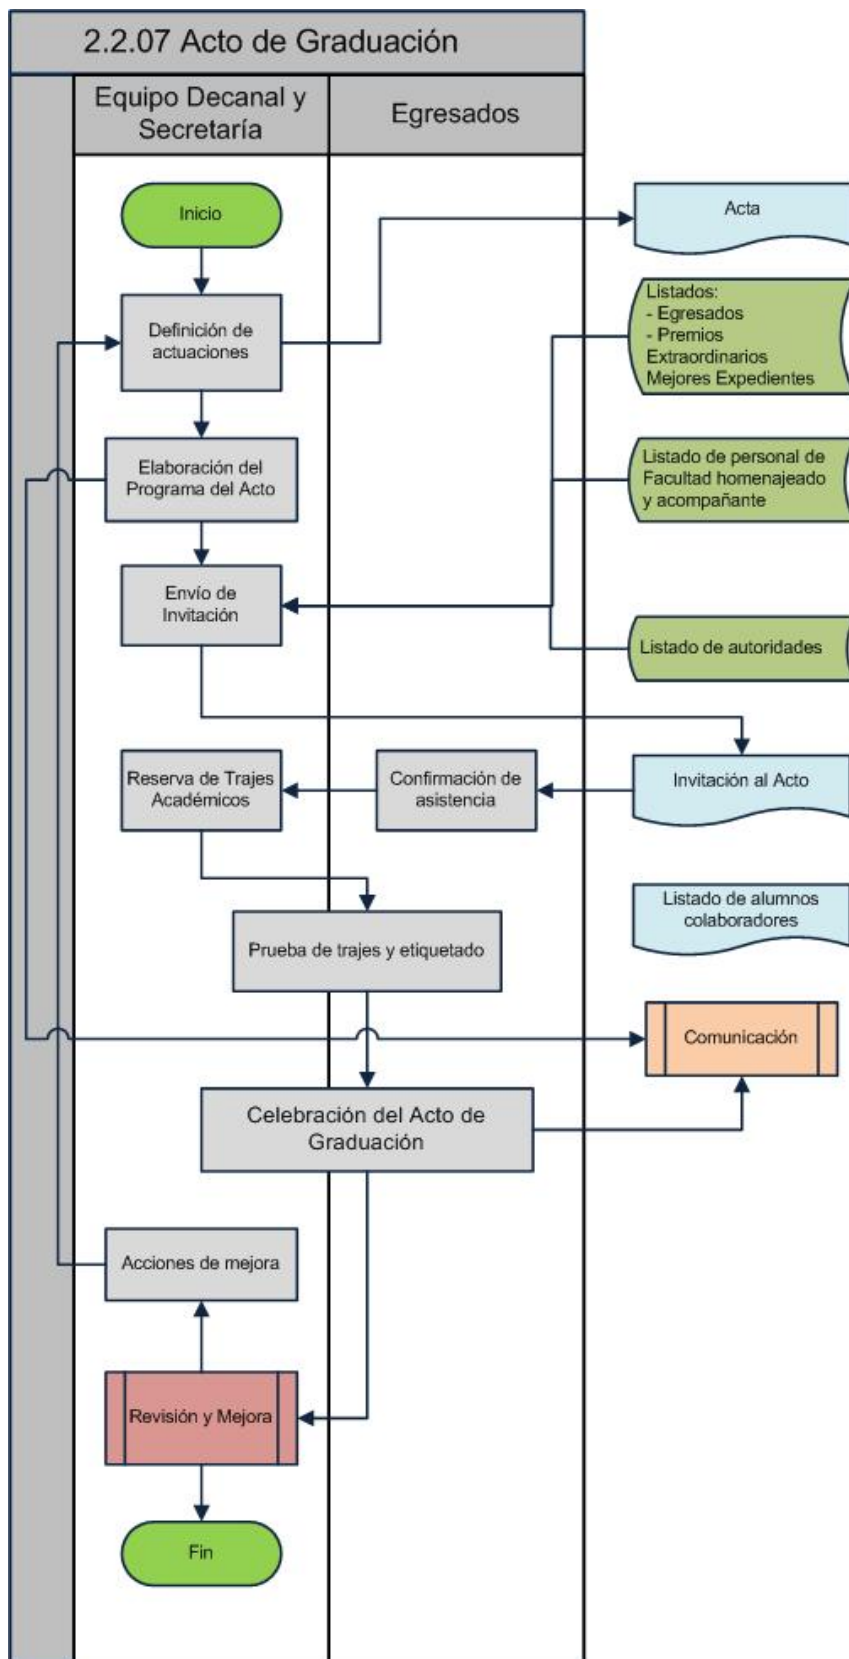 2.2.07 Acto de Graduación
Equipo Decanal y
Secretaría
Egresados
Inicio
Acta
Definición de
actuaciones
Listados:
- Egresados
- Premios
Extraordinarios
Mejores Expedientes
Elaboración del
Programa del Acto
Listado de personal de
Facultad homenajeado
y acompañante
Envío de
Invitación
Listado de autoridades
Reserva de Trajes
Académicos
Confirmación de
asistencia
Invitación al Acto
Listado de alumnos
colaboradores
Prueba de trajes y etiquetado
Comunicación
Celebración del Acto de
Graduación
Acciones de mejora
Revisión y Mejora
Fin